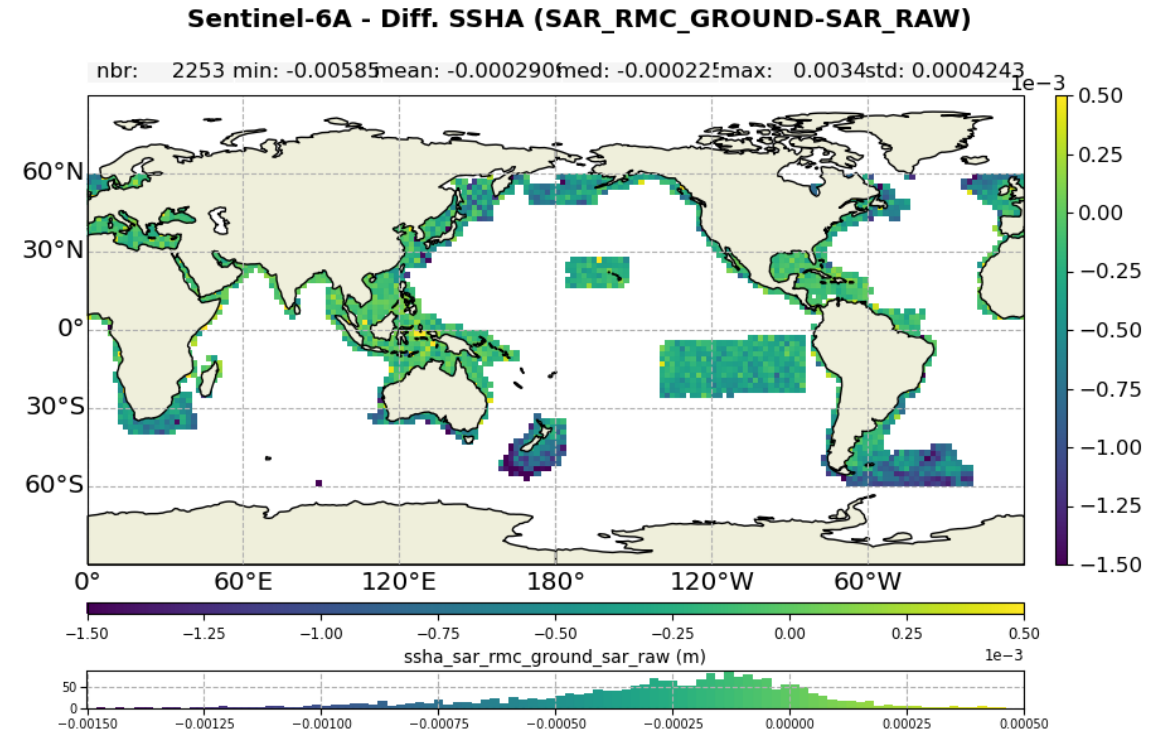 Sentinel-6A - Diff. SSHA (SAR_RMC_GROUND-SAR_RAW)
nbr: 2253 min: -0.00585 mean: -0.000290 med: -0.000225 max: 0.0034 std: 0.0004243
1e−3
60°N
30°N
0°
30°S
60°S
0° 60°E 120°E 180° 120°W 60°W
0.50
0.25
0.00
−0.25
−0.50
−0.75
−1.00
−1.25
−1.50
−1.50 −1.25 −1.00 −0.75 −0.50 −0.25 0.00 0.25 0.50
ssha_sar_rmc_ground_sar_raw (m)
1e−3
50
0
−0.00150 −0.00125 −0.00100 −0.00075 −0.00050 −0.00025 0.00000 0.00025 0.00050